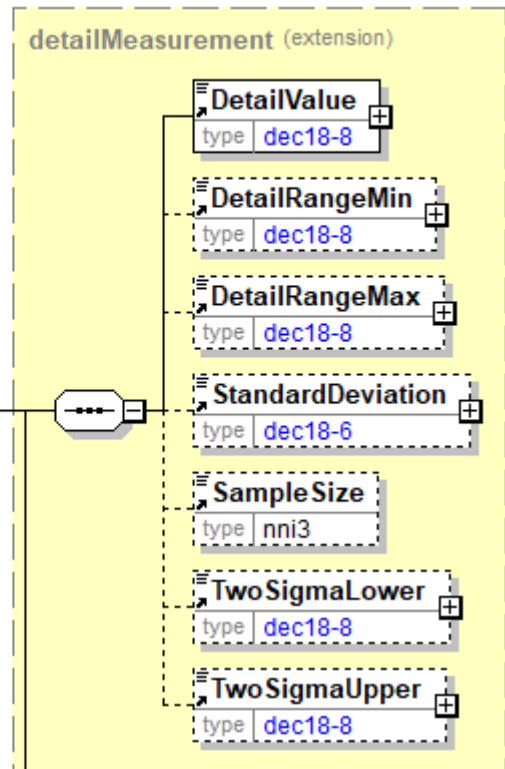 detailMeasurement (extension)
DetailValue
type dec18-8
DetailRangeMin
type dec18-8
DetailRangeMax
type dec18-8
StandardDeviation
type dec18-6
SampleSize
type nni3
TwoSigmaLower
type dec18-8
TwoSigmaUpper
type dec18-8